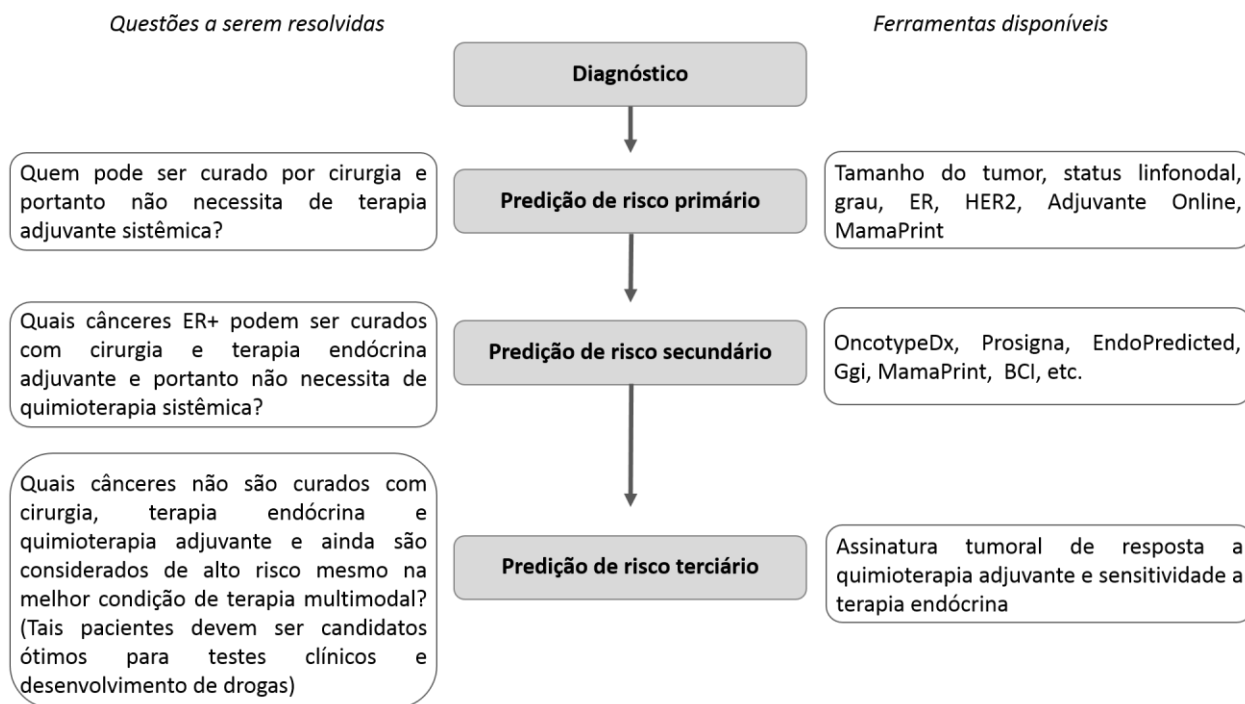 Questões a serem resolvidas
Ferramentas disponíveis
Diagnóstico
Quem pode ser curado por cirurgia e
portanto não necessita de terapia
adjuvante sistêmica?
Predição de risco primário
Tamanho do tumor, status linfonodal,
grau, ER, HER2, Adjuvante Online,
MamaPrint
Quais cânceres ER+ podem ser curados
com cirurgia e terapia endócrina
adjuvante e portanto não necessita de
quimioterapia sistêmica?
Predição de risco secundário
OncotypeDx, Prosigna, EndoPredicted,
Ggi, MamaPrint, BCI, etc.
Quais cânceres não são curados com
cirurgia, terapia endócrina e
quimioterapia adjuvante e ainda são
considerados de alto risco mesmo na
melhor condição de terapia multimodal?
(Tais pacientes devem ser candidatos
ótimos para testes clínicos e
desenvolvimento de drogas)
Predição de risco terciário
Assinatura tumoral de resposta a
quimioterapia adjuvante e sensitividade a
terapia endócrina